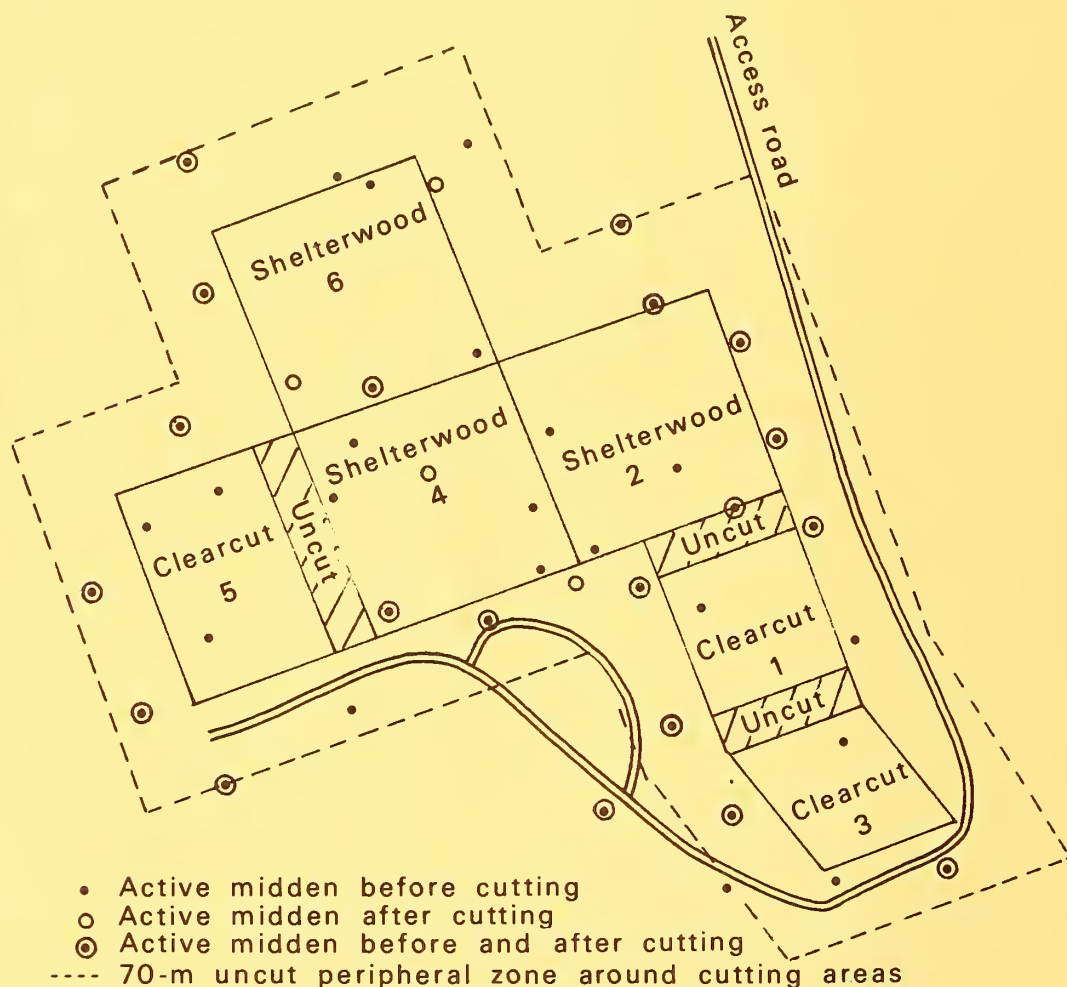 Access road
Shelterwood
6
Shelterwood
4
Shelterwood
2
Uncut
Clearcut
5
Uncut
Clearcut
1
Uncut
Clearcut
3
Active midden before cutting
Active midden after cutting
Active midden before and after cutting
70-m uncut peripheral zone around cutting areas